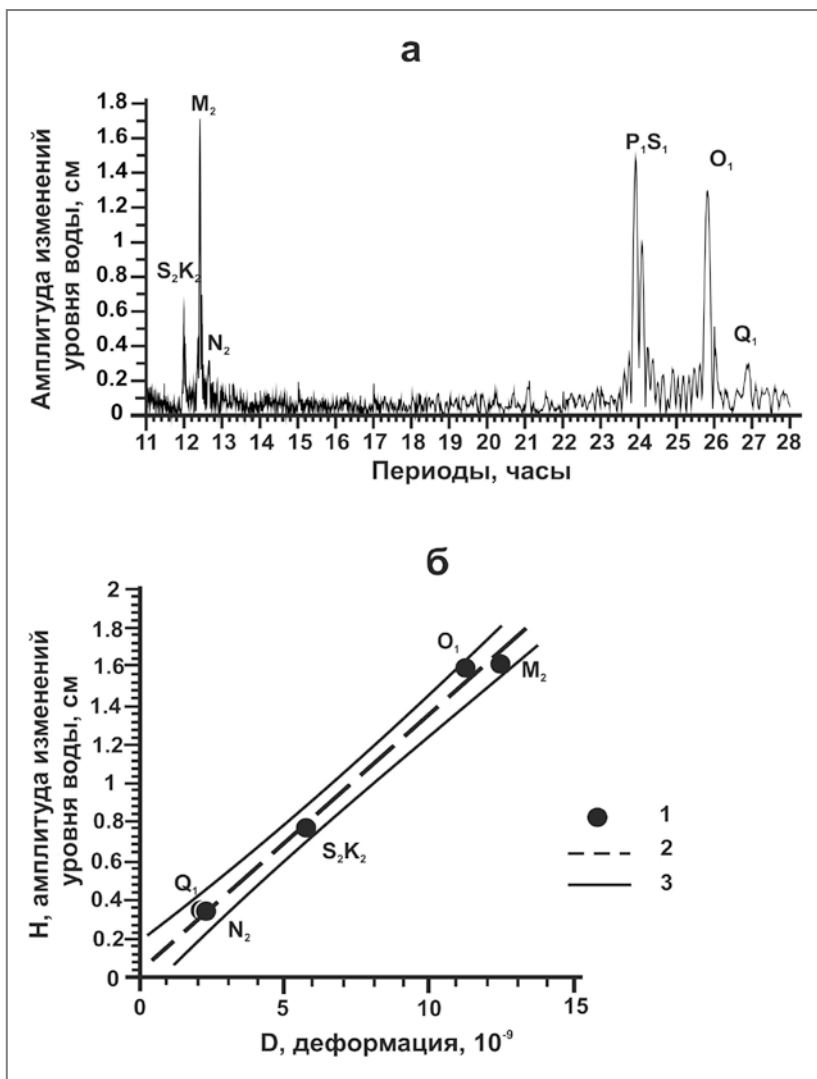 а
Амплитуда изменений
уровня воды, см
1.8
1.6
1.4
1.2
1
0.8
0.6
0.4
0.2
0
M₂
S₂K₂
N₂
P₁S₁
O₁
Q₁
11 12 13 14 15 16 17 18 19 20 21 22 23 24 25 26 27 28
Периоды, часы
б
H, амплитуда изменений
уровня воды, см
2
1.8
1.6
1.4
1.2
1
0.8
0.6
0.4
0.2
0
O₁
M₂
S₂K₂
Q₁
N₂
1
2
3
0 5 10 15
D, деформация, 10⁻⁹